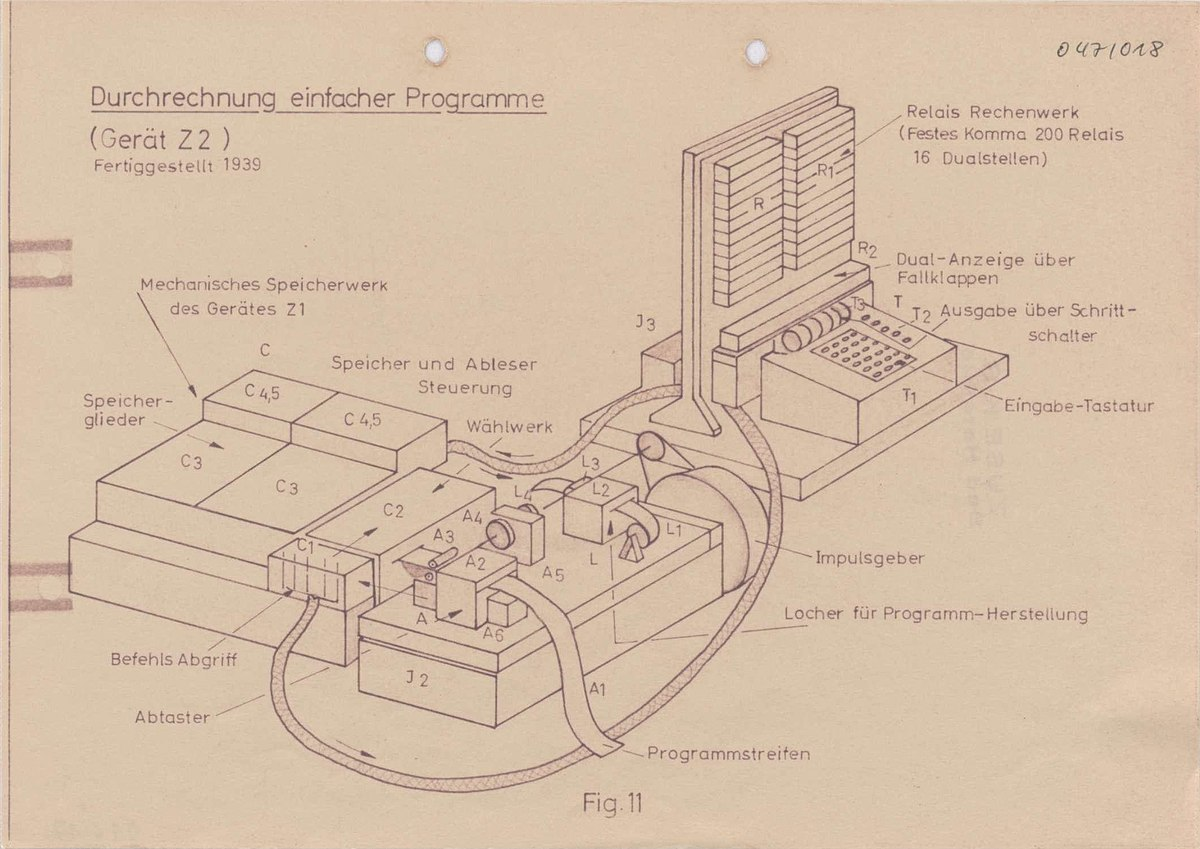 047/018
Durchrechnung einfacher Programme
(Gerät Z2)
Fertiggestellt 1939
Relais Rechenwerk
(Festes Komma 200 Relais
16 Dualstellen)
R1
R
R2
Dual-Anzeige über
Fallklappen
Mechanisches Speicherwerk
des Gerätes Z1
T3
T
T2
Ausgabe über Schritt-
schalter
J3
C
Speicher und Ableser
Steuerung
C 4,5
C 4,5
T1
Eingabe-Tastatur
Speicher-
glieder
Wählwerk
C3
C3
L3
L4
L2
C2
A4
L1
A3
C1
A2
A5
L
Impulsgeber
A
A6
Locher für Programm-Herstellung
Befehls Abgriff
J2
A1
Abtaster
Programmstreifen
Fig. 11